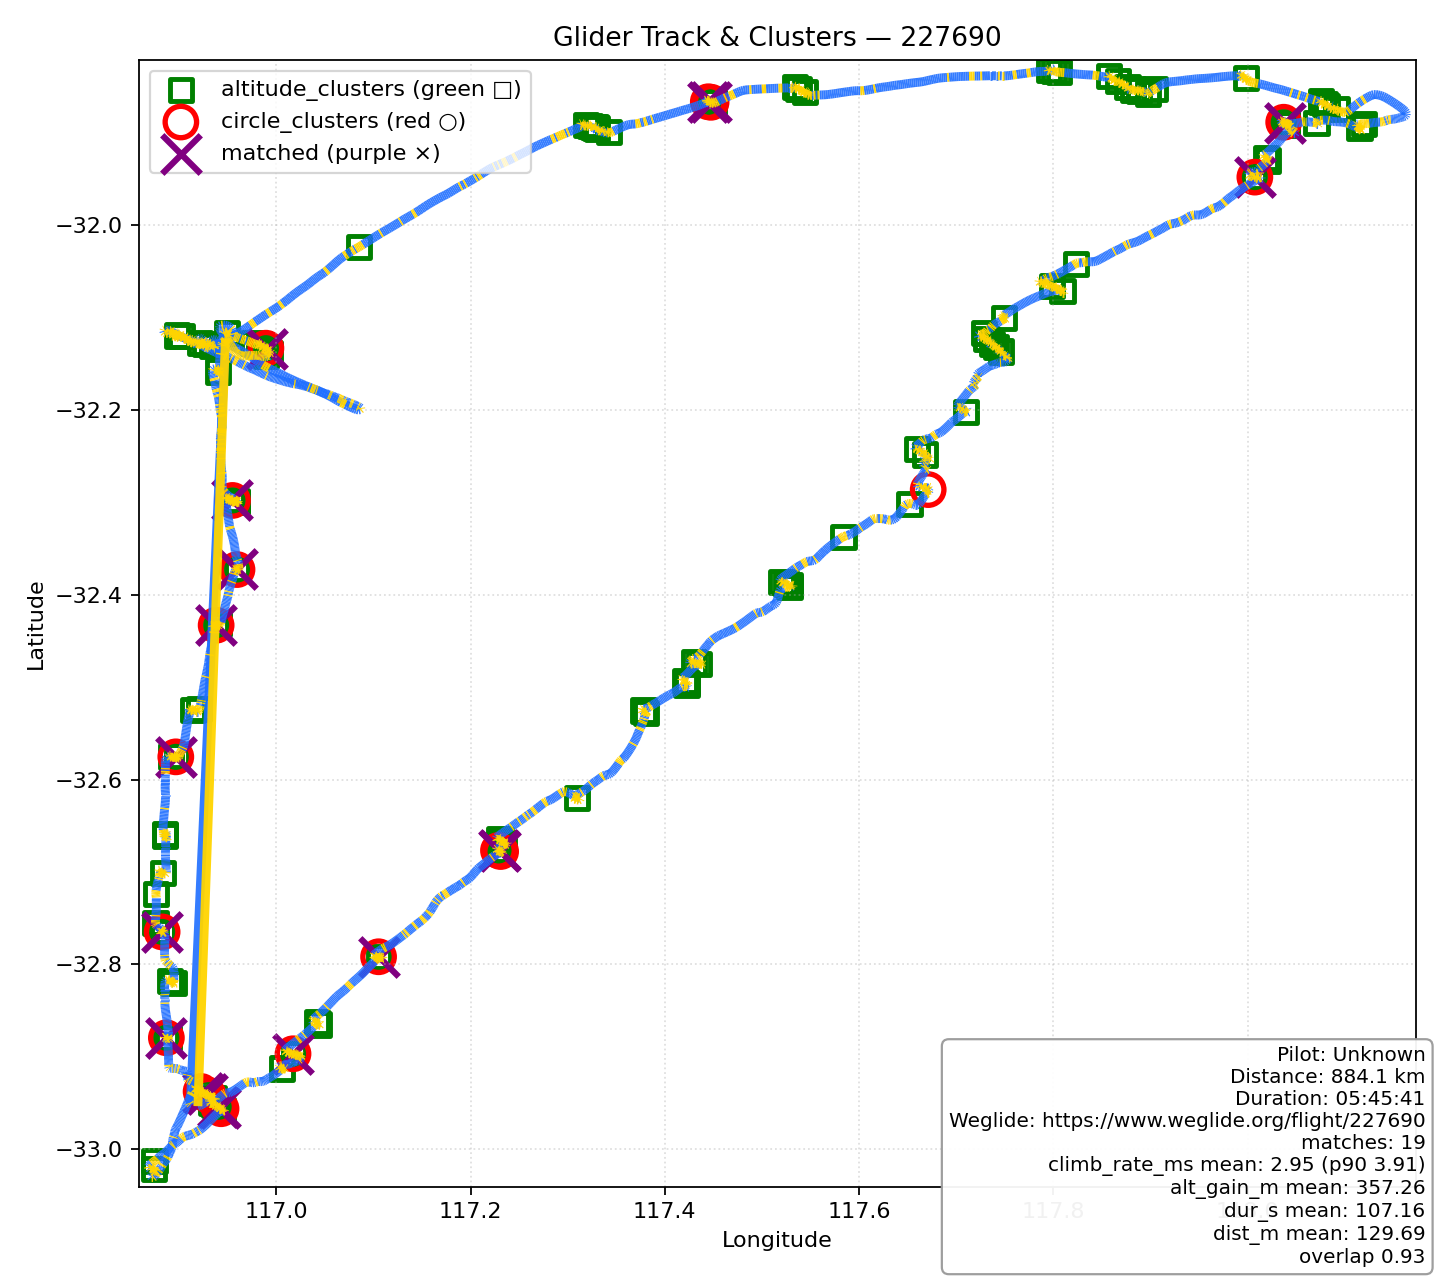 Glider Track & Clusters — 227690
altitude_clusters (green □)
circle_clusters (red ○)
matched (purple ×)
Latitude
−32.0
−32.2
−32.4
−32.6
−32.8
−33.0
117.0
117.2
117.4
117.6
117.8
Longitude
Pilot: Unknown
Distance: 884.1 km
Duration: 05:45:41
Weglide: https://www.weglide.org/flight/227690
matches: 19
climb_rate_ms mean: 2.95 (p90 3.91)
alt_gain_m mean: 357.26
dur_s mean: 107.16
dist_m mean: 129.69
overlap 0.93